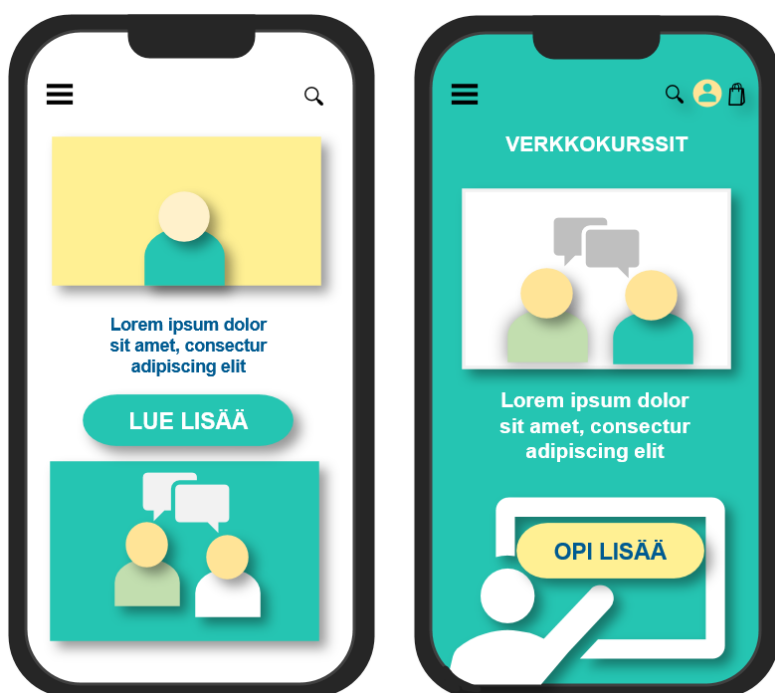 Lorem ipsum dolor
sit amet, consectur
adipiscing elit
LUE LISÄÄ
VERKKOKURSSIT
Lorem ipsum dolor
sit amet, consectur
adipiscing elit
OPI LISÄÄ